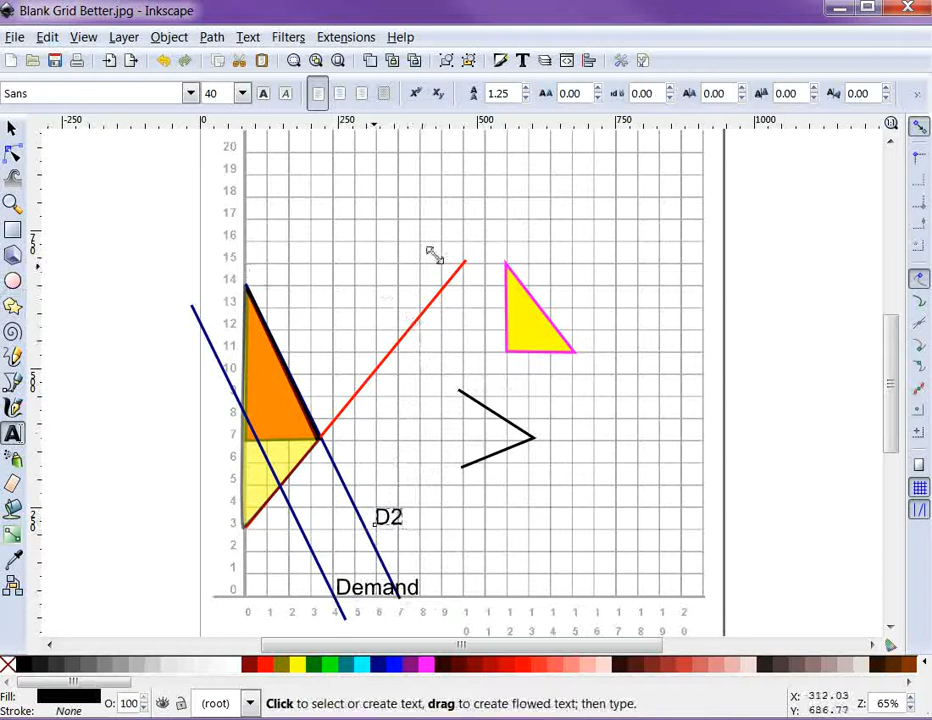 Blank Grid Better.jpg - Inkscape
File Edit View Layer Object Path Text Filters Extensions Help
Sans 40 1.25 0.00 0.00 0.00 0.00 0.00
-250 0 250 500 750 1000
20
19
18
17
16
15
14
13
12
11
10
8
7
6
5
4
3
2
1
0
D2
Demand
0 1 2 3 4 5 6 7 8 9 1 1 1 1 1 1 1 1 1 1 2
0 1 2 3 4 5 6 7 8 9 0
Fill:
Stroke: None
O: 100
(root)
Click to select or create text, drag to create flowed text; then type.
X: 312.03
Y: 686.77
Z: 65%